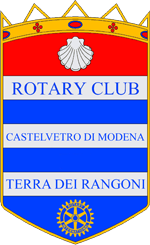 ROTARY CLUB
CASTELVETRO DI MODENA
TERRA DEI RANGONI